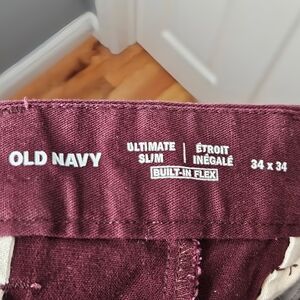 OLD NAVY
ULTIMATE SLIM
BUILT-IN FLEX
ÉTROIT INÉGALÉ
34 x 34